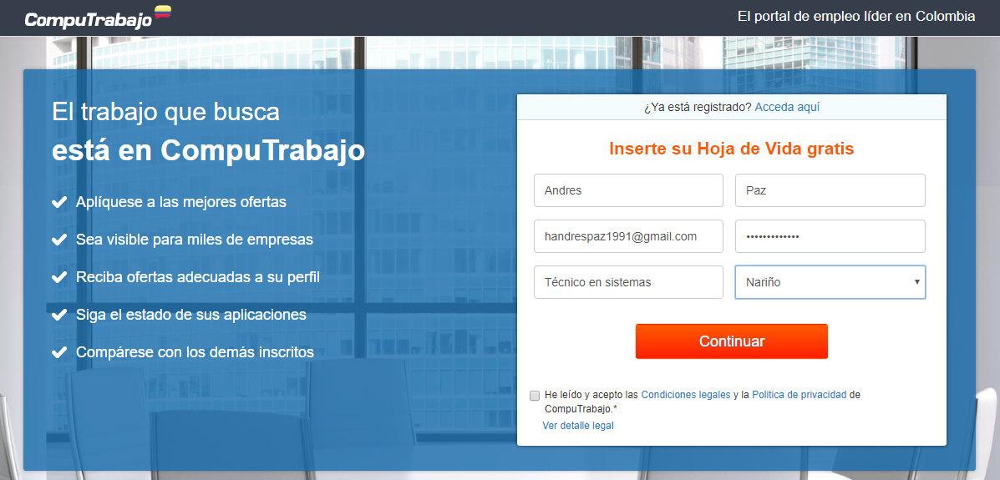 CompuTrabajo
El portal de empleo líder en Colombia
El trabajo que busca
está en CompuTrabajo
Aplíquese a las mejores ofertas
Sea visible para miles de empresas
Reciba ofertas adecuadas a su perfil
Siga el estado de sus aplicaciones
Compárese con los demás inscritos
¿Ya está registrado? Acceda aquí
Inserte su Hoja de Vida gratis
Andres
Paz
handrespaz1991@gmail.com
•••••••••••••
Técnico en sistemas
Nariño
Continuar
He leído y acepto las Condiciones legales y la Politica de privacidad de
CompuTrabajo.*
Ver detalle legal